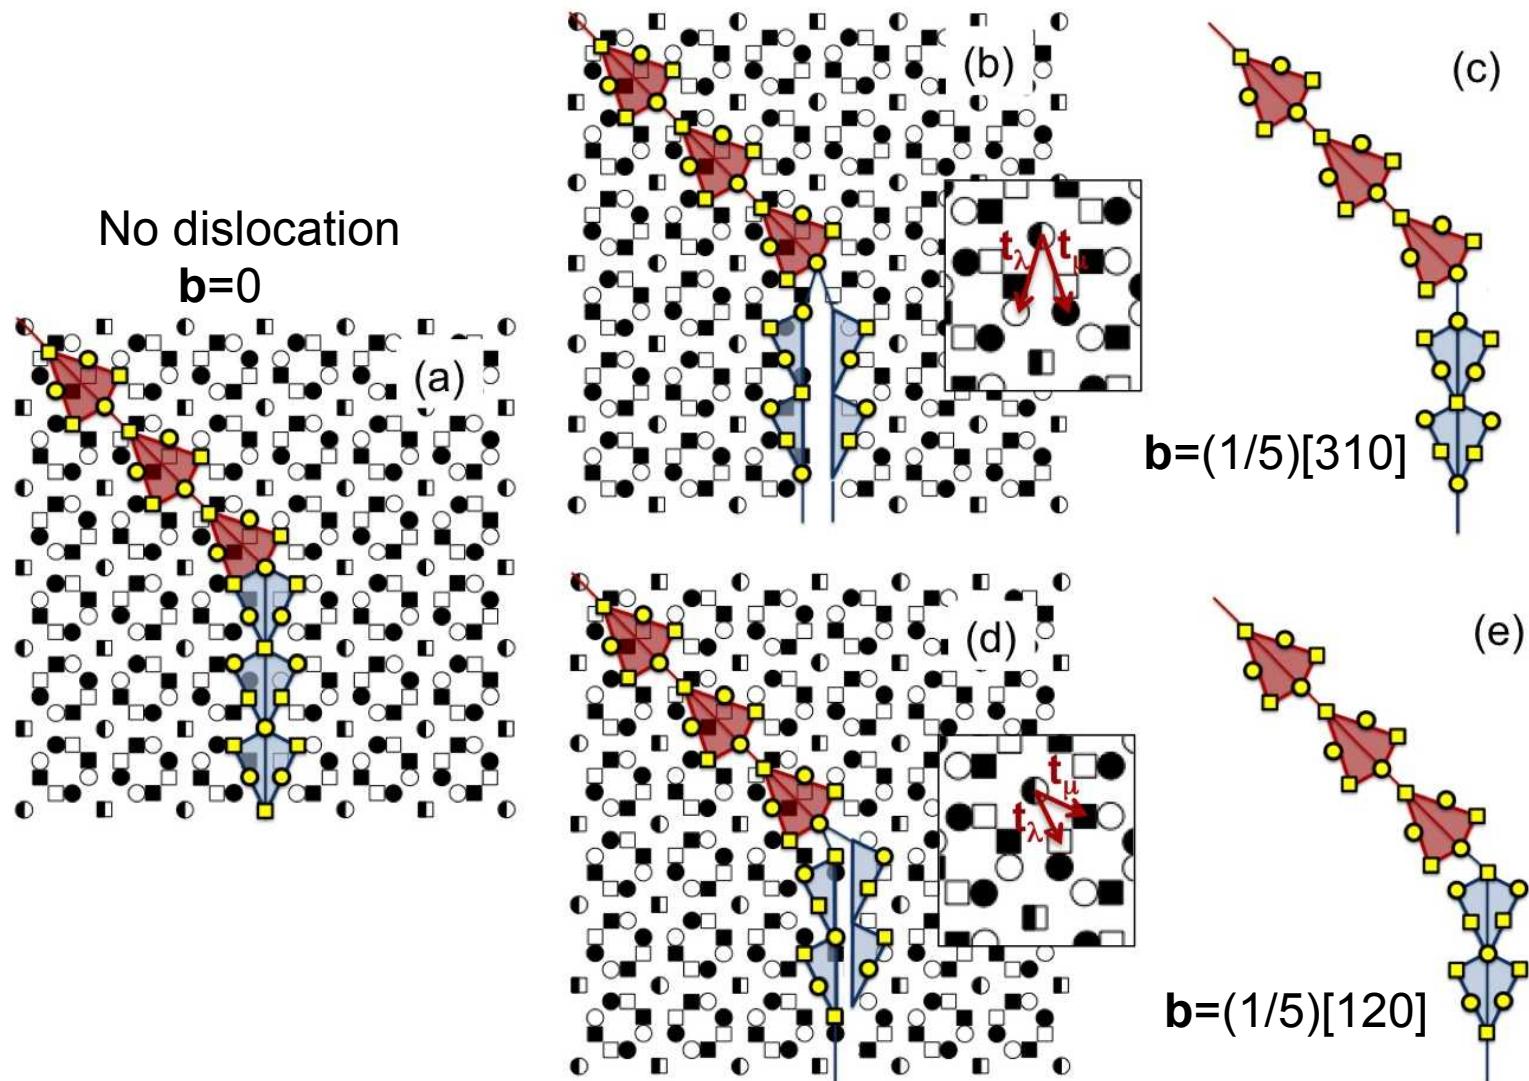 No dislocation
b=0
(a)
(b)
tλ tμ
(c)
b=(1/5)[310]
(d)
tμ
tλ
(e)
b=(1/5)[120]